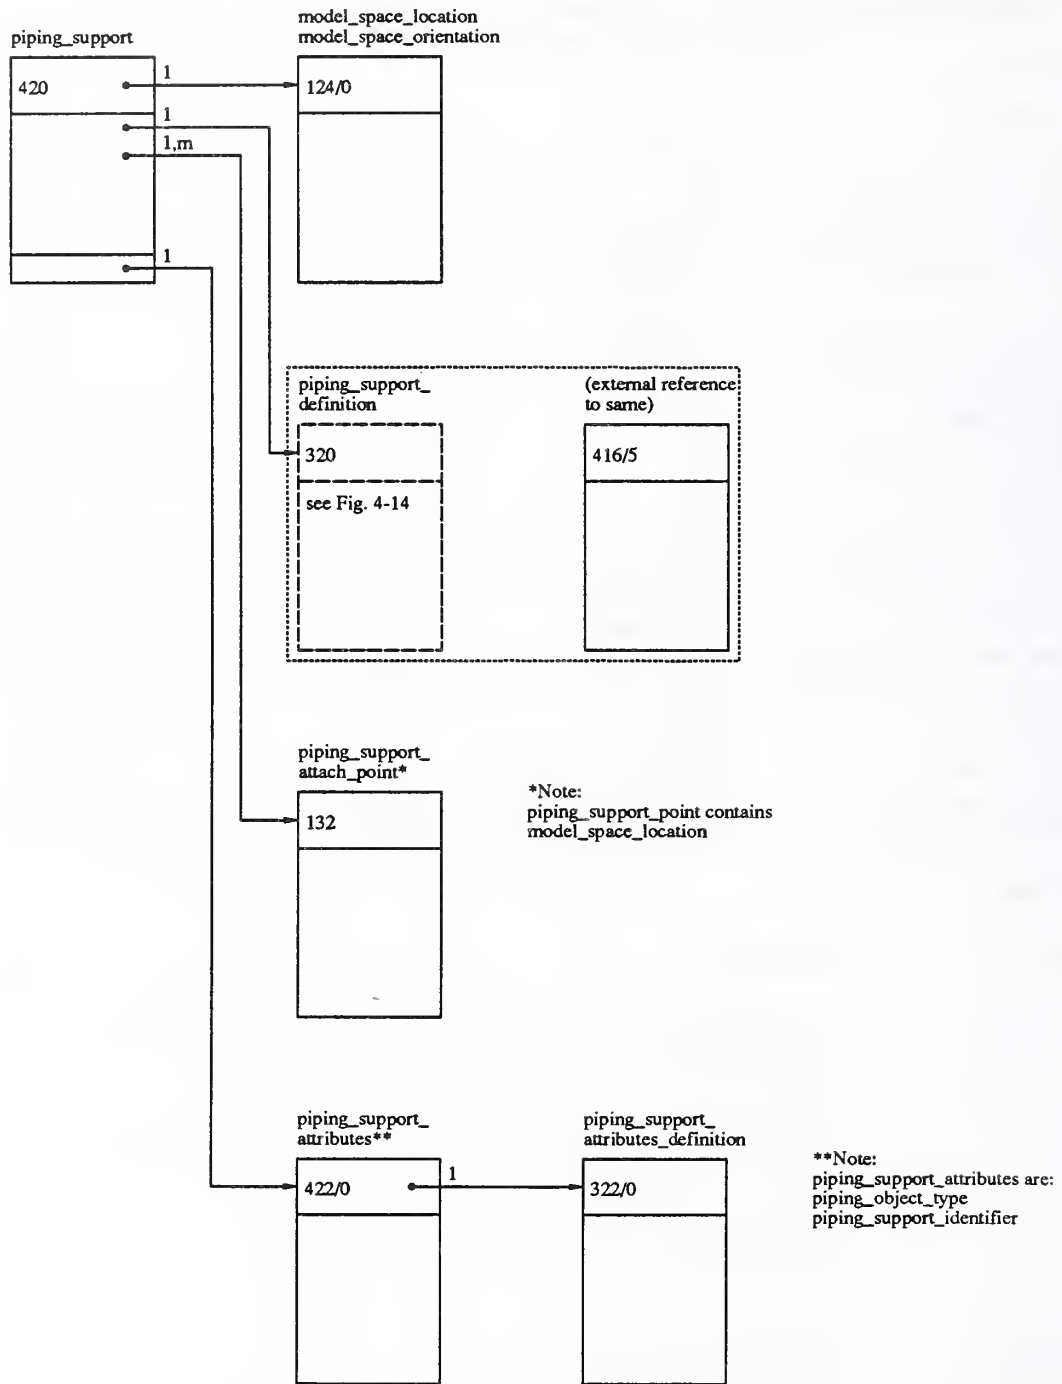 model_space_location
model_space_orientation
piping_support
420
1
124/0
1
1,m
1
piping_support_
definition
(external reference
to same)
320
416/5
see Fig. 4-14
piping_support_
attach_point*
132
*Note:
piping_support_point contains
model_space_location
piping_support_
attributes**
piping_support_
attributes_definition
422/0
1
322/0
**Note:
piping_support_attributes are:
piping_object_type
piping_support_identifier